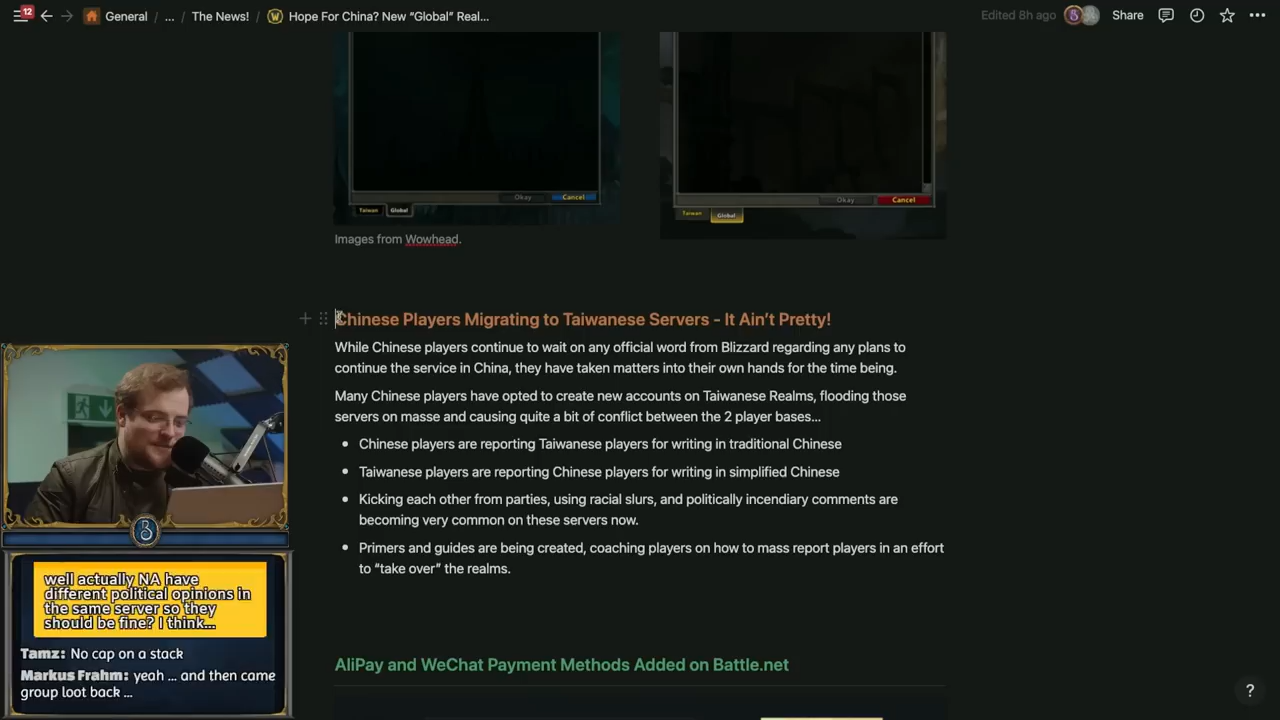 12
General / ... / The News! / Hope For China? New “Global” Real...
Edited 8h ago
Share
Okay Cancel
Taiwan Global
Okay Cancel
Taiwan Global
Images from Wowhead.
Chinese Players Migrating to Taiwanese Servers - It Ain’t Pretty!
While Chinese players continue to wait on any official word from Blizzard regarding any plans to
continue the service in China, they have taken matters into their own hands for the time being.
Many Chinese players have opted to create new accounts on Taiwanese Realms, flooding those
servers on masse and causing quite a bit of conflict between the 2 player bases…
• Chinese players are reporting Taiwanese players for writing in traditional Chinese
• Taiwanese players are reporting Chinese players for writing in simplified Chinese
• Kicking each other from parties, using racial slurs, and politically incendiary comments are
becoming very common on these servers now.
• Primers and guides are being created, coaching players on how to mass report players in an effort
to “take over” the realms.
AliPay and WeChat Payment Methods Added on Battle.net
well actually NA have
different political opinions in
the same server so they
should be fine? I think...
Tamz: No cap on a stack
Markus Frahm: yeah ... and then came
group loot back ...
?